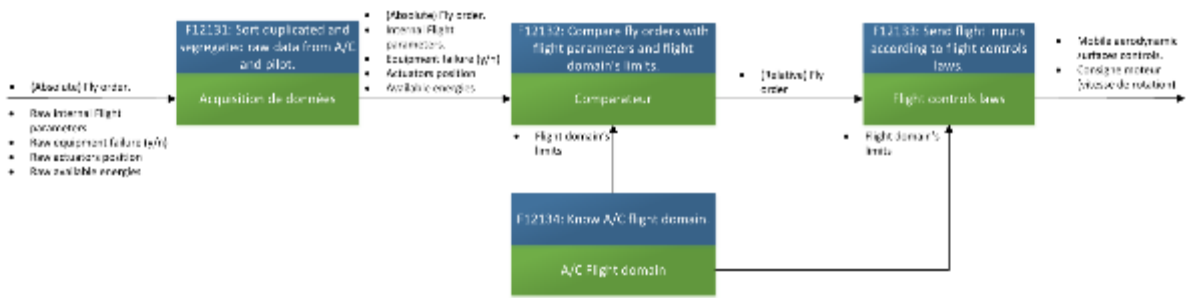 F12131: Sort duplicated and
segregated raw data from A/C
and pilot.
Acquisition de données
• (Absolute) Fly order.
• Raw Internal Flight
parameters
• Raw equipment failure (y/n)
• Raw actuators position
• Raw available energies
• (Absolute) Fly order.
• Internal Flight
parameters.
• Equipment failure (y/n)
• Actuators position
• Available energies
F12132: Compare fly orders with
flight parameters and flight
domain's limits.
Comparateur
• Flight domain's
limits
• (Relative) Fly
order
F12133: Send flight inputs
according to flight controls
laws.
Flight controls laws
• Flight domain's
limits
• Mobile aerodynamic
surfaces controls.
• Consigne moteur
(vitesse de rotation)
F12134: Know A/C flight domain.
A/C Flight domain